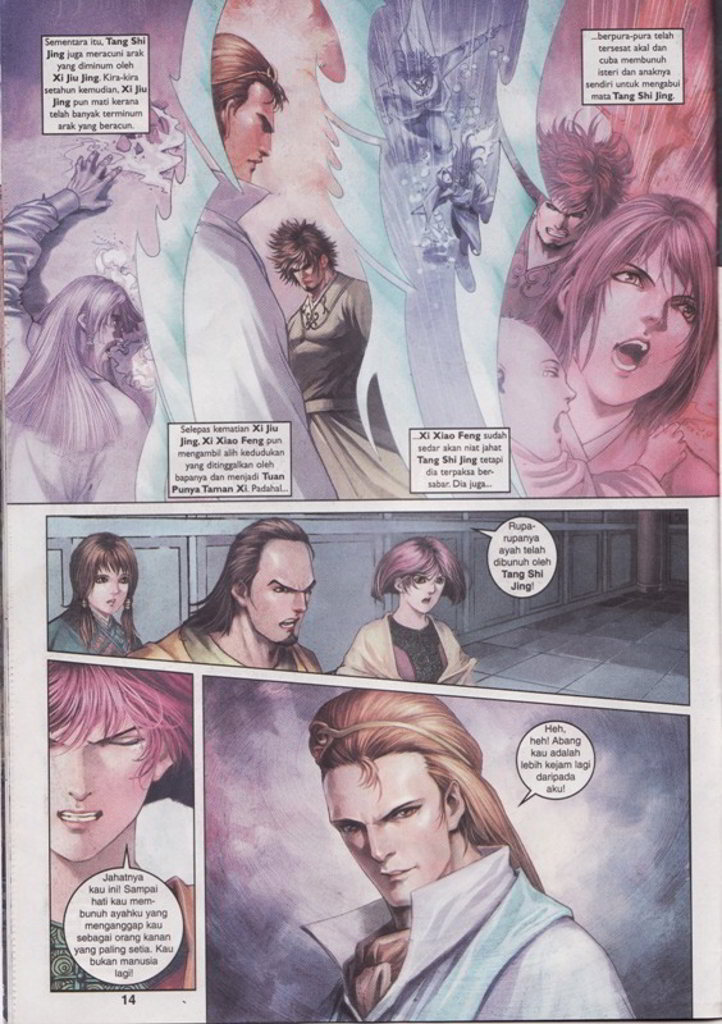 Sementara itu, Tang Shi
Jing juga meracuni arak
yang diminum oleh
Xi Jiu Jing. Kira-kira
setahun kemudian, Xi Jiu
Jing pun mati kerana
telah banyak terminum
arak yang beracun.
Selepas kematian Xi Jiu
Jing, Xi Xiao Feng pun
mengambil alih kedudukan
yang ditinggalkan oleh
bapanya dan menjadi Tuan
Punya Taman Xi. Padahal...
...Xi Xiao Feng sudah
sedar akan niat jahat
Tang Shi Jing tetapi
dia terpaksa ber-
sabar. Dia juga...
...berpura-pura telah
tersesat akal dan
cuba membunuh
isteri dan anaknya
sendiri untuk mengabui
mata Tang Shi Jing.
Rupa-
rupanya
ayah telah
dibunuh oleh
Tang Shi
Jing!
Jahatnya
kau ini! Sampai
hati kau mem-
bunuh ayahku yang
menganggap kau
sebagai orang kanan
yang paling setia. Kau
bukan manusia
lagi!
Heh,
heh! Abang
kau adalah
lebih kejam lagi
daripada
aku!
14